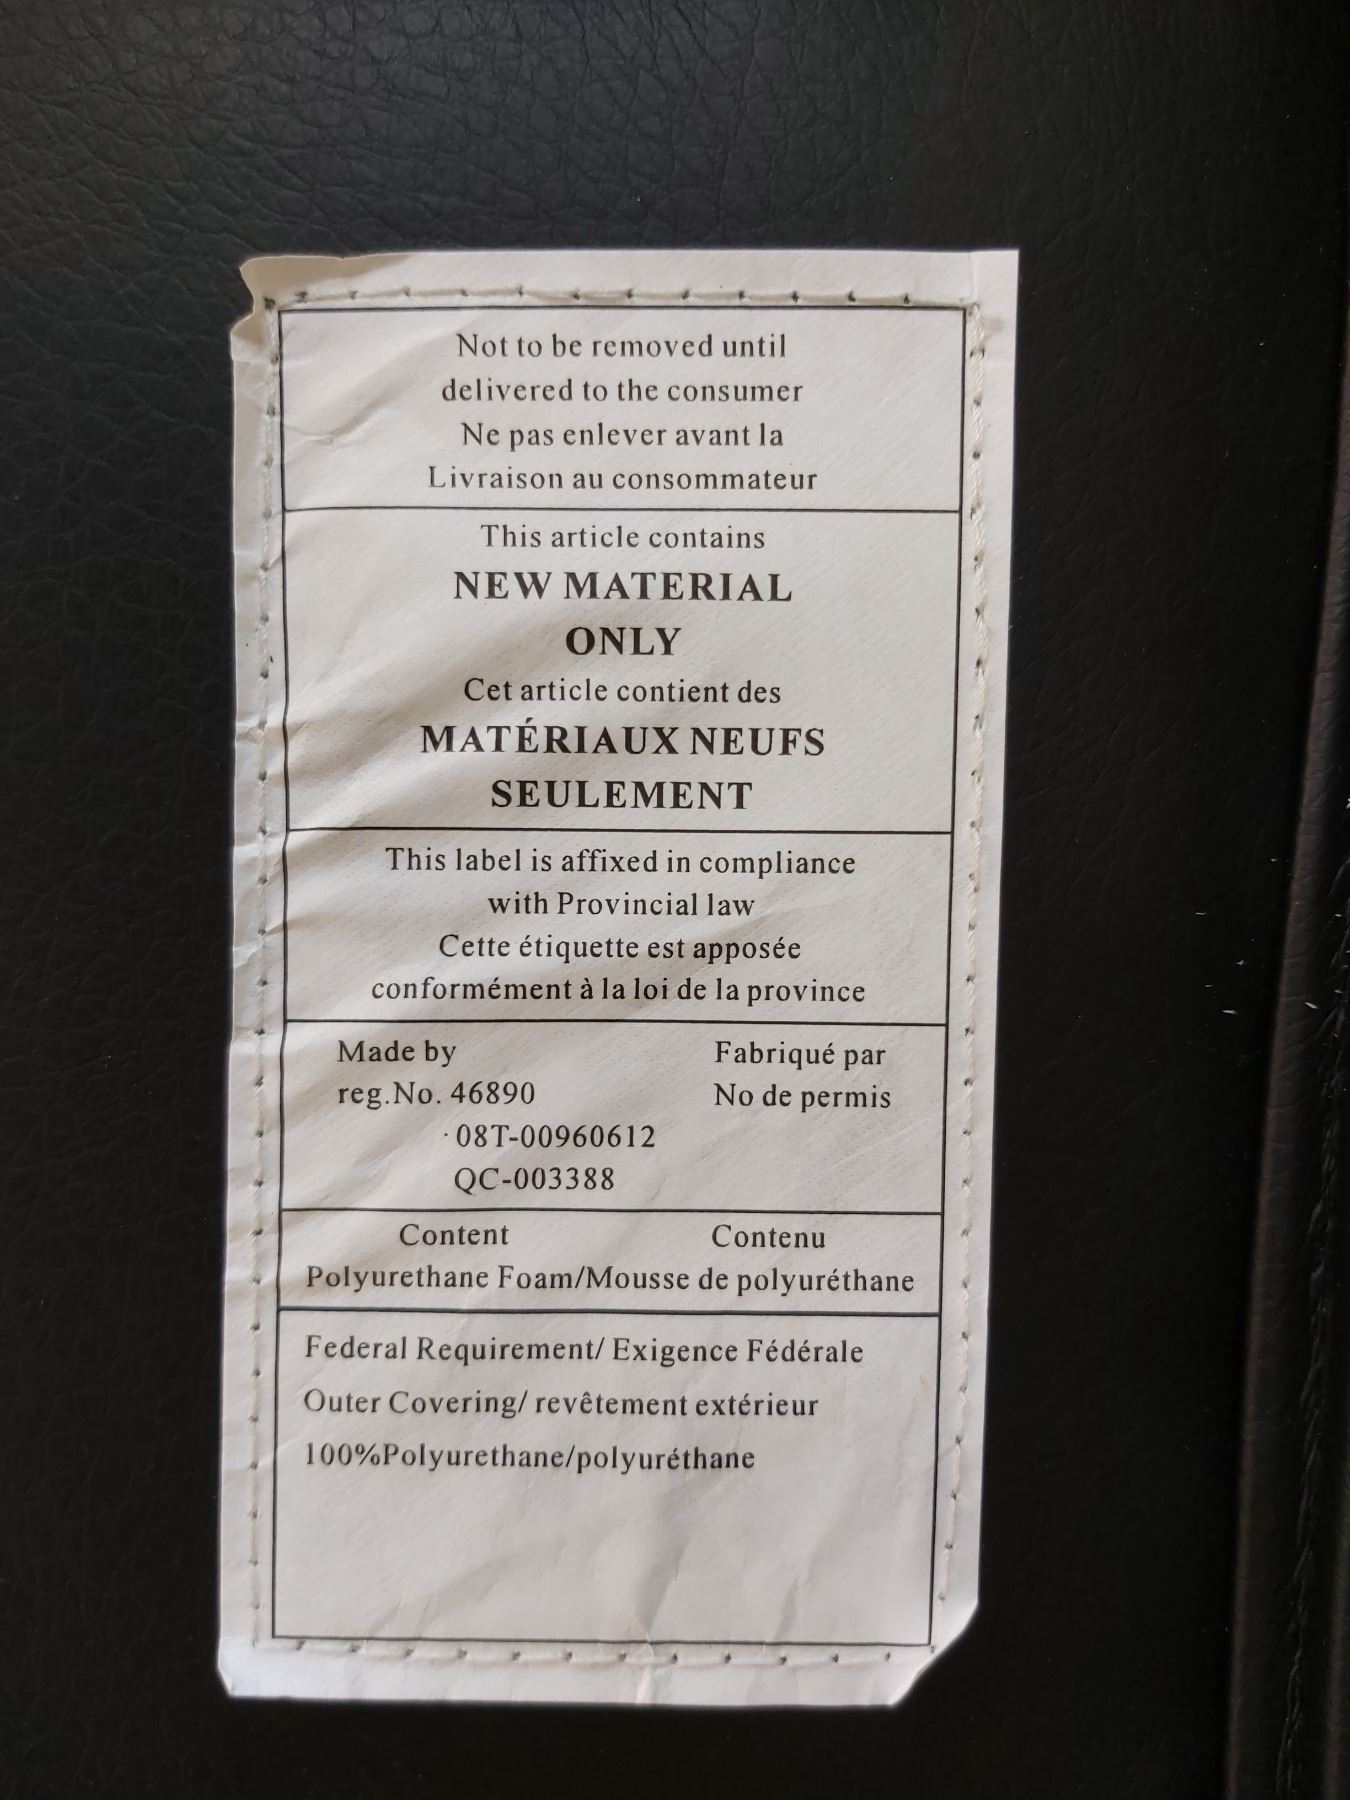 Not to be removed until
delivered to the consumer
Ne pas enlever avant la
Livraison au consommateur
This article contains
NEW MATERIAL
ONLY
Cet article contient des
MATÉRIAUX NEUFS
SEULEMENT
This label is affixed in compliance
with Provincial law
Cette étiquette est apposée
conformément à la loi de la province
Made by Fabriqué par
reg.No. 46890 No de permis
08T-00960612
QC-003388
Content Contenu
Polyurethane Foam/Mousse de polyuréthane
Federal Requirement/ Exigence Fédérale
Outer Covering/ revêtement extérieur
100%Polyurethane/polyuréthane